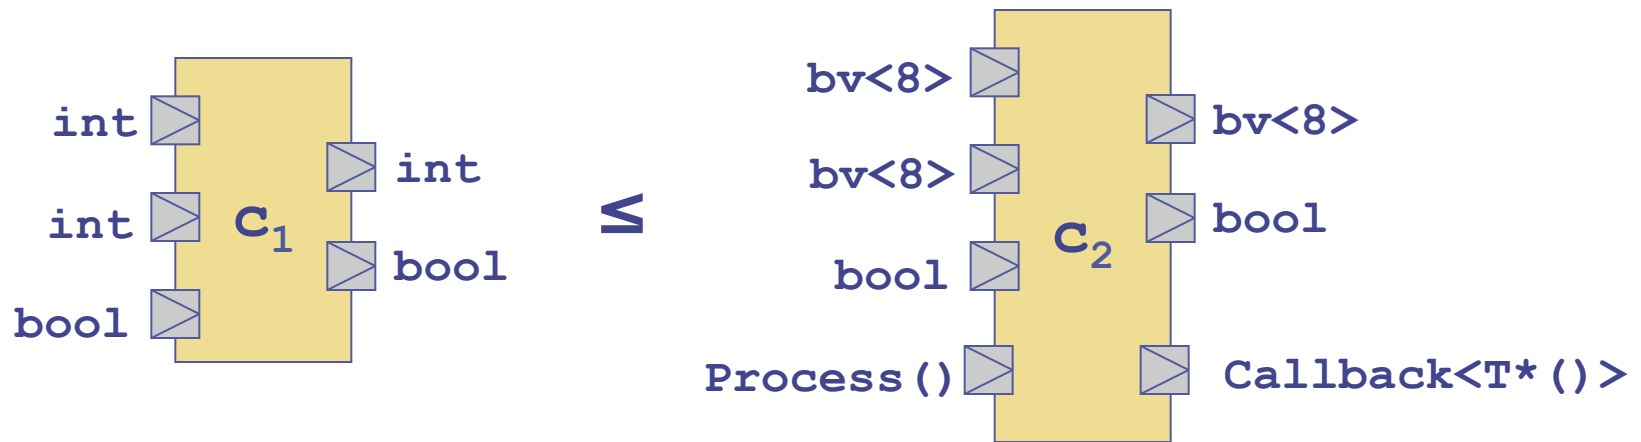 int
int
bool
C₁
int
bool
≤
bv<8>
bv<8>
bool
Process()
C₂
bv<8>
bool
Callback<T*()>